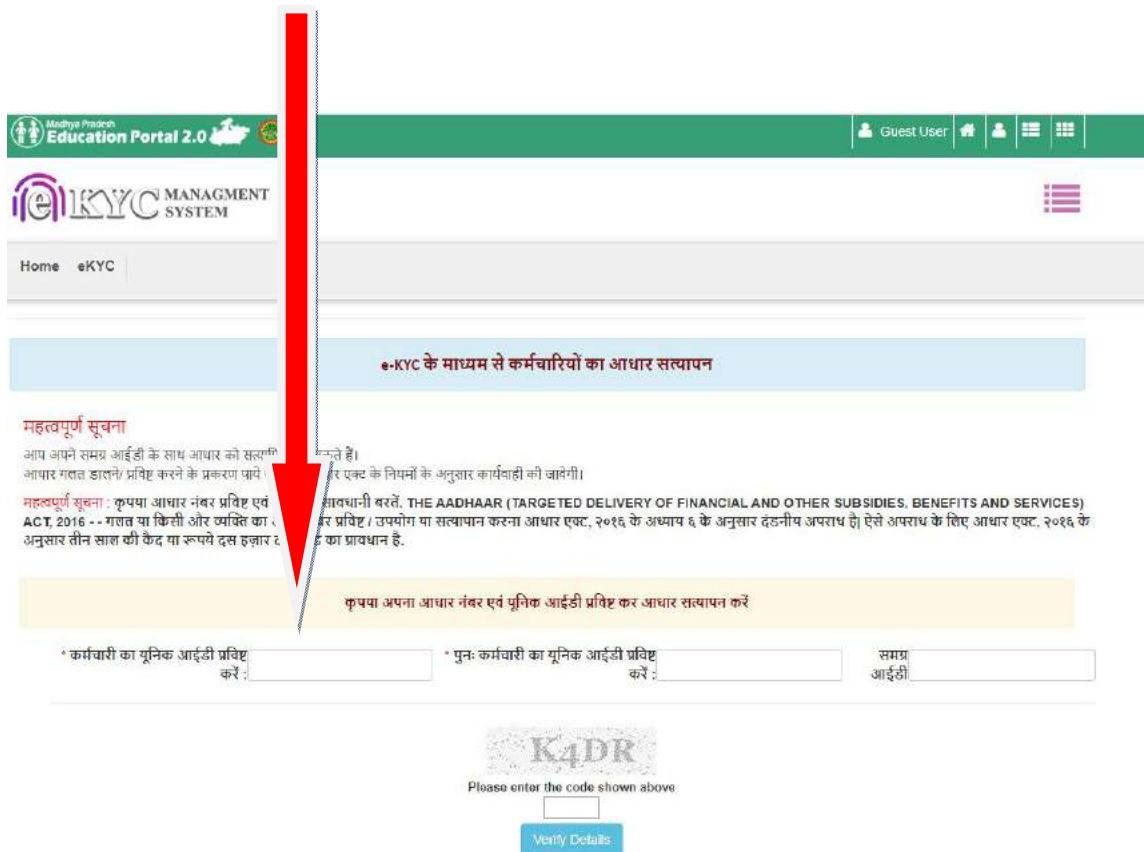 Madhya Pradesh
Education Portal 2.0
Guest User
eKYC MANAGMENT
SYSTEM
Home eKYC
e-KYC के माध्यम से कर्मचारियों का आधार सत्यापन
महत्वपूर्ण सूचना
आप अपने समग्र आईडी के साथ आधार को हैं।
आधार गलत डालने/ प्रविष्ट करने के प्रकरण पाये एक्ट के नियमों के अनुसार कार्यवाही की जावेगी।
महत्वपूर्ण सूचना : कृपया आधार नंबर प्रविष्ट एवं सावधानी बरतें. THE AADHAAR (TARGETED DELIVERY OF FINANCIAL AND OTHER SUBSIDIES, BENEFITS AND SERVICES)
ACT, 2016 - - गलत या किसी और व्यक्ति का प्रविष्ट / उपयोग या सत्यापान करना आधार एक्ट, २०१६ के अध्याय ६ के अनुसार दंडनीय अपराध है| ऐसे अपराध के लिए आधार एक्ट, २०१६ के
अनुसार तीन साल की कैद या रूपये दस हज़ार का प्रावधान है.
कृपया अपना आधार नंबर एवं यूनिक आईडी प्रविष्ट कर आधार सत्यापन करें
* कर्मचारी का यूनिक आईडी प्रविष्ट
करें :
* पुनः कर्मचारी का यूनिक आईडी प्रविष्ट
करें :
समग्र
आईडी
K4DR
Please enter the code shown above
Verify Details